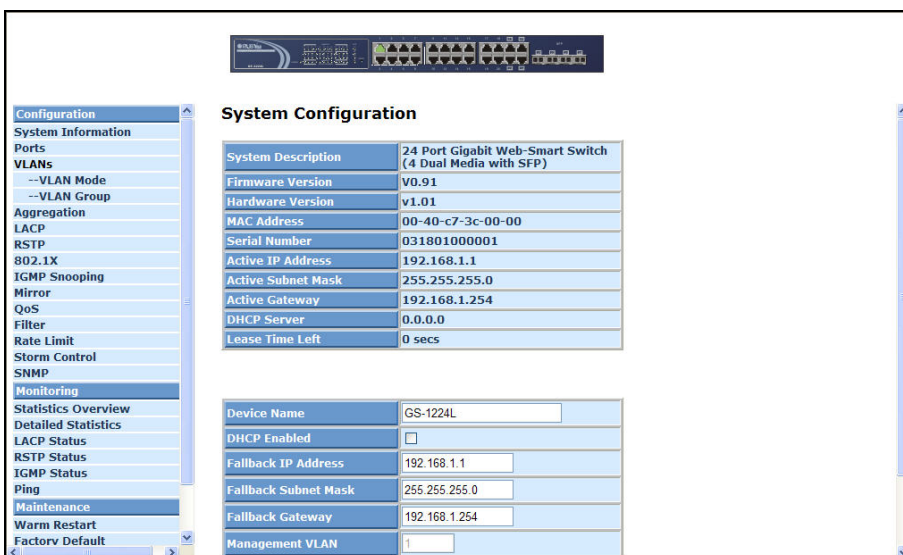 Configuration
System Information
Ports
VLANs
--VLAN Mode
--VLAN Group
Aggregation
LACP
RSTP
802.1X
IGMP Snooping
Mirror
QoS
Filter
Rate Limit
Storm Control
SNMP
Monitoring
Statistics Overview
Detailed Statistics
LACP Status
RSTP Status
IGMP Status
Ping
Maintenance
Warm Restart
Factory Default
System Configuration
System Description 24 Port Gigabit Web-Smart Switch
(4 Dual Media with SFP)
Firmware Version V0.91
Hardware Version v1.01
MAC Address 00-40-c7-3c-00-00
Serial Number 031801000001
Active IP Address 192.168.1.1
Active Subnet Mask 255.255.255.0
Active Gateway 192.168.1.254
DHCP Server 0.0.0.0
Lease Time Left 0 secs
Device Name GS-1224L
DHCP Enabled
Fallback IP Address 192.168.1.1
Fallback Subnet Mask 255.255.255.0
Fallback Gateway 192.168.1.254
Management VLAN 1